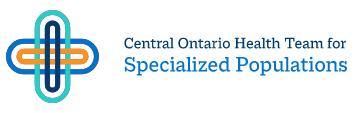 Central Ontario Health Team for
Specialized Populations